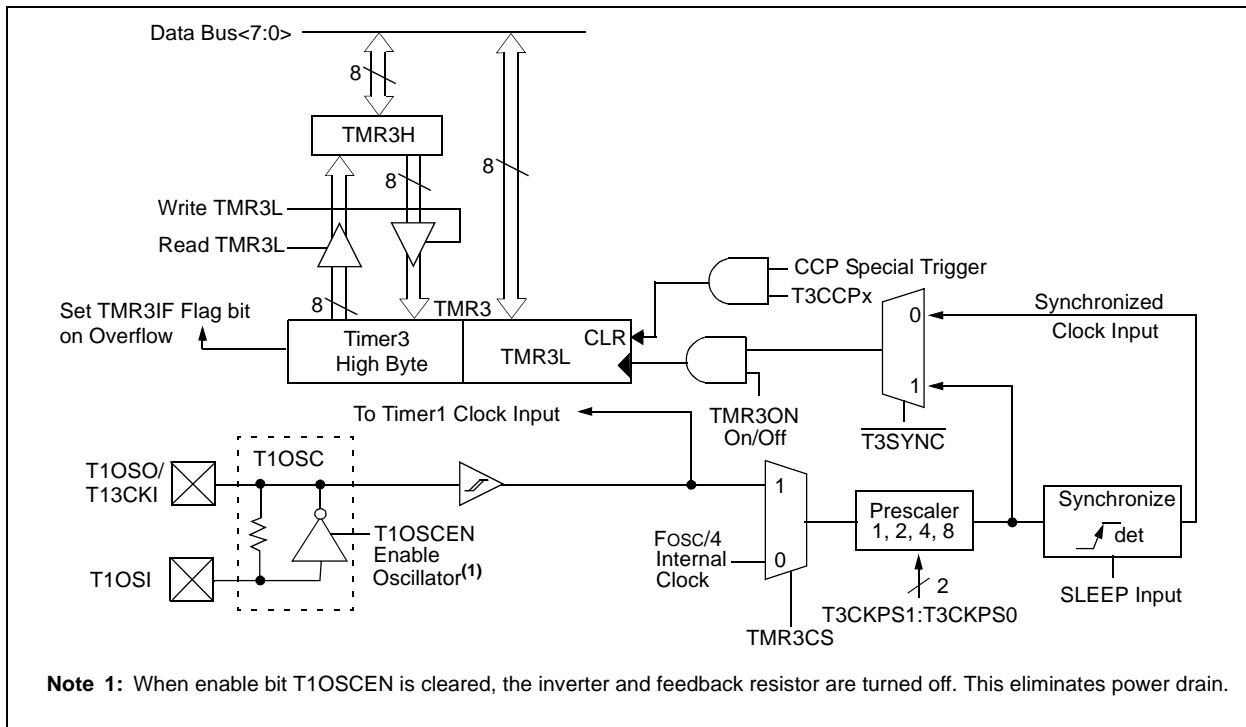 Data Bus<7:0>
8
TMR3H
8
8
Write TMR3L
Read TMR3L
CCP Special Trigger
T3CCPx
8
TMR3
Set TMR3IF Flag bit
on Overflow
Timer3
High Byte
TMR3L
CLR
0
1
Synchronized
Clock Input
TMR3ON
On/Off
T3SYNC
To Timer1 Clock Input
T1OSC
T1OSO/
T13CKI
T1OSCEN
Enable
Oscillator(1)
T1OSI
1
0
FOSC/4
Internal
Clock
TMR3CS
Prescaler
1, 2, 4, 8
2
T3CKPS1:T3CKPS0
Synchronize
det
SLEEP Input
Note 1: When enable bit T1OSCEN is cleared, the inverter and feedback resistor are turned off. This eliminates power drain.